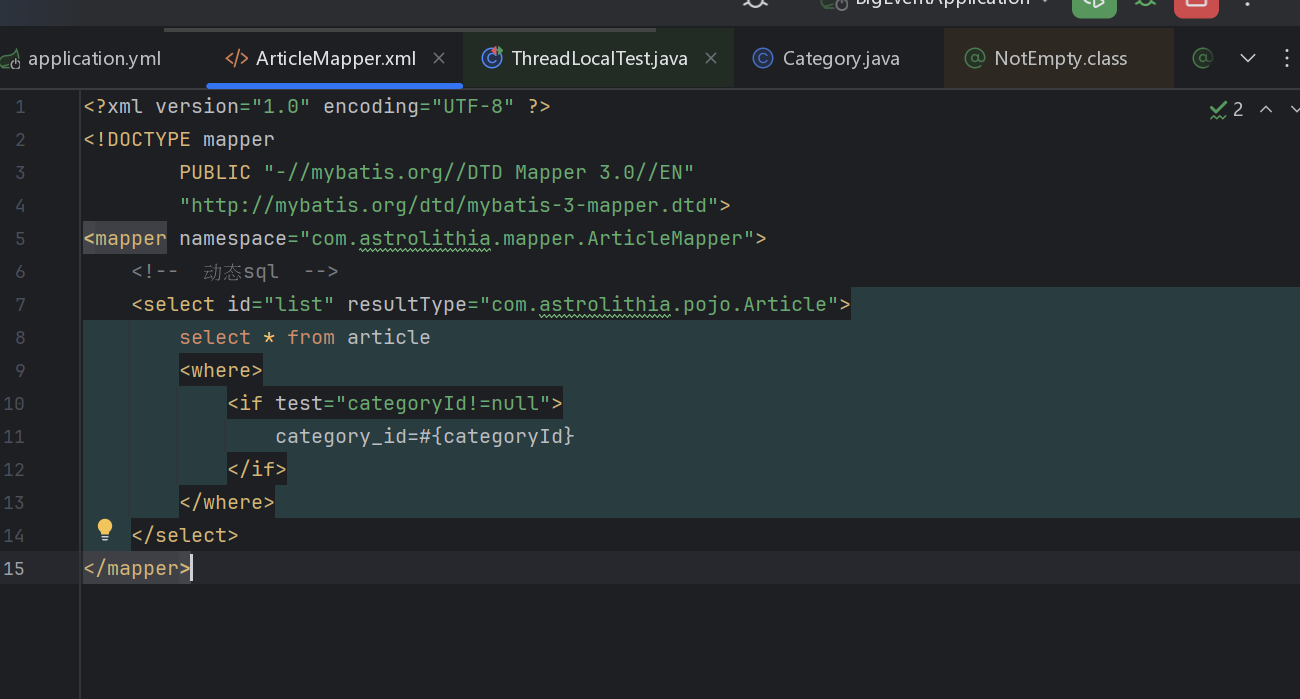 BigEventApplication
application.yml </> ArticleMapper.xml × ThreadLocalTest.java × Category.java @ NotEmpty.class @
1 <?xml version="1.0" encoding="UTF-8" ?> 2
2 <!DOCTYPE mapper
3 PUBLIC "-//mybatis.org//DTD Mapper 3.0//EN"
4 "http://mybatis.org/dtd/mybatis-3-mapper.dtd">
5 <mapper namespace="com.astrolithia.mapper.ArticleMapper">
6 <!--  动态sql  -->
7 <select id="list" resultType="com.astrolithia.pojo.Article">
8 select * from article
9 <where>
10 <if test="categoryId!=null">
11 category_id=#{categoryId}
12 </if>
13 </where>
14 </select>
15 </mapper>